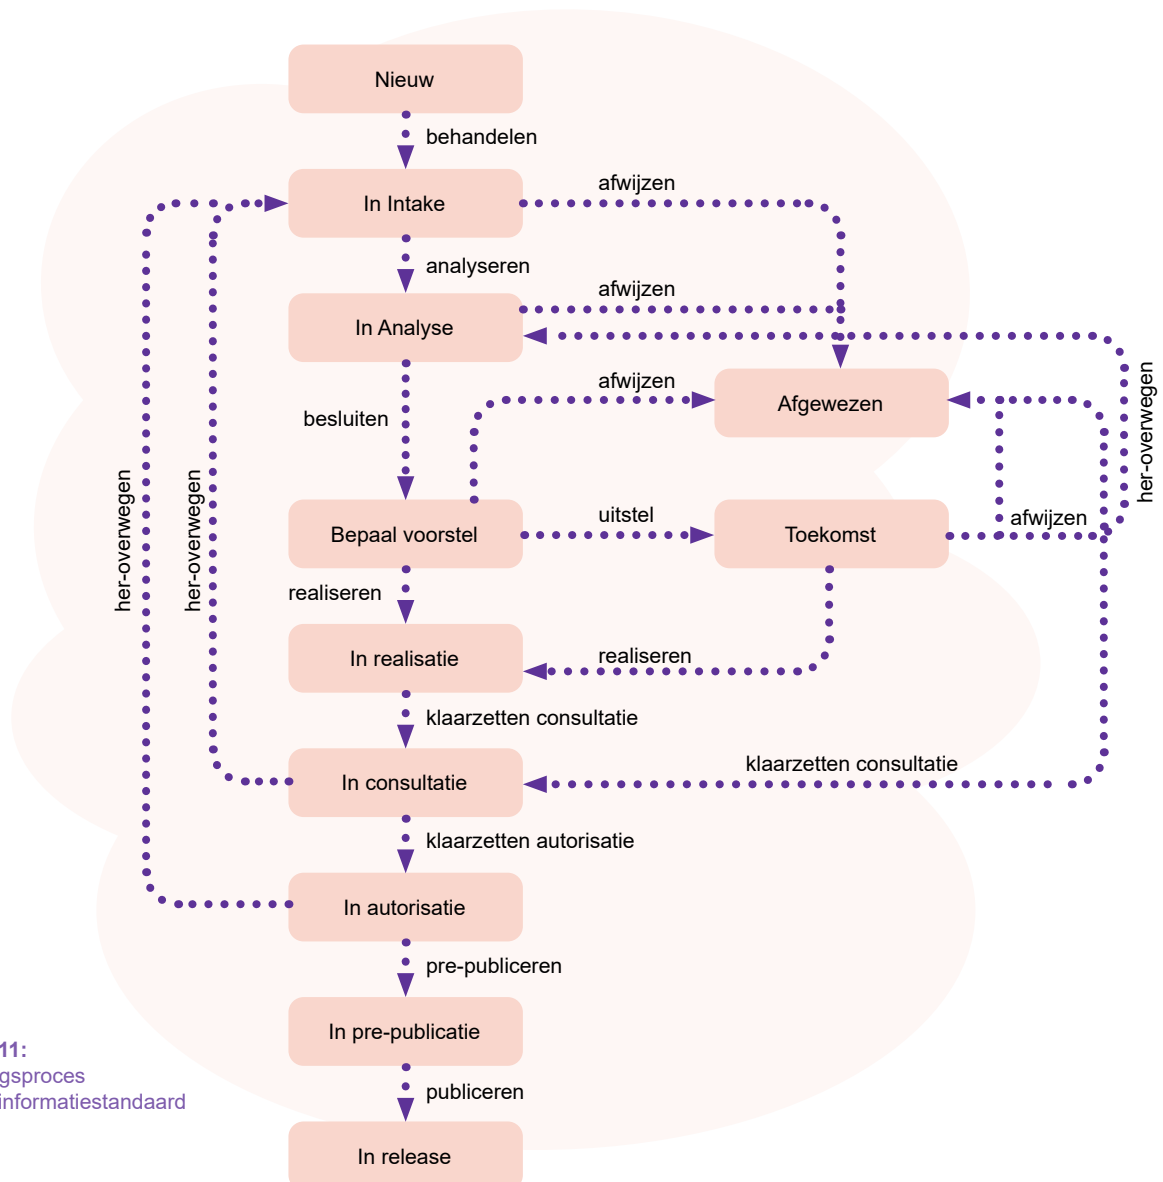 Nieuw
behandelen
afwijzen
In Intake
analyseren
afwijzen
In Analyse
afwijzen
besluiten
Afgewezen
her-overwegen
her-overwegen
her-overwegen
uitstel
afwijzen
Bepaal voorstel
Toekomst
realiseren
In realisatie
realiseren
klaarzetten consultatie
klaarzetten consultatie
In consultatie
klaarzetten autorisatie
In autorisatie
pre-publiceren
In pre-publicatie
11:
gsproces
informatiestandaard
publiceren
In release